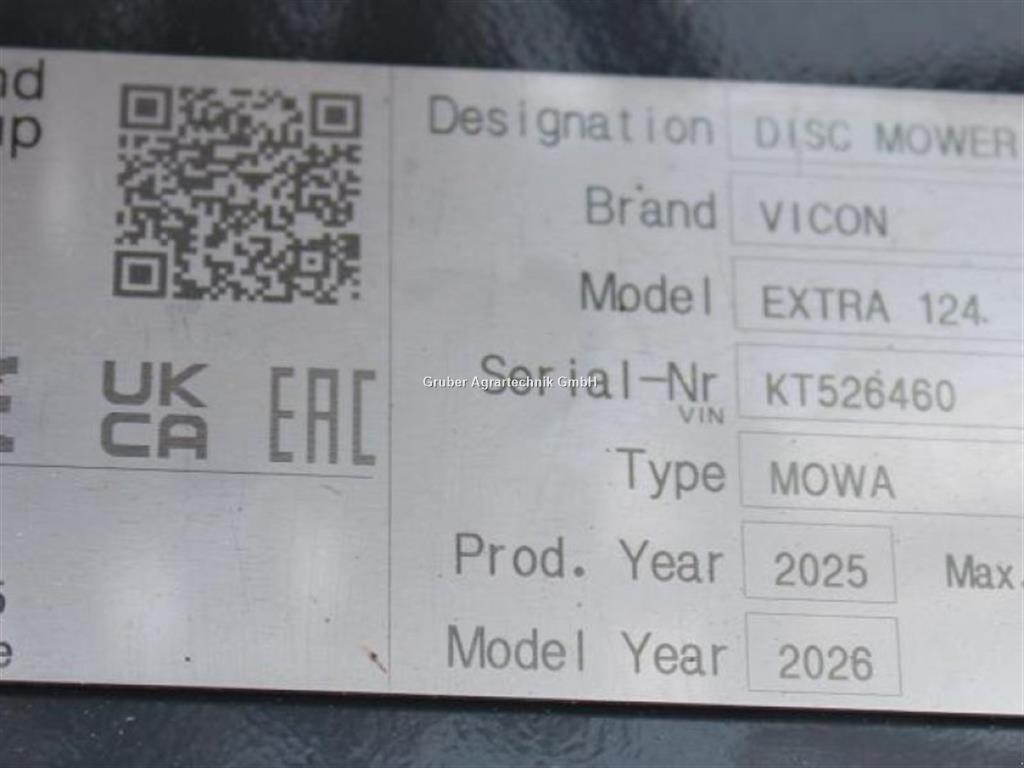 nd
up
UK
CA
EAC
5
e
Designation DISC MOWER
Brand VICON
Model EXTRA 124
Gruber Agrartechnik GmbH
Serial-Nr KT526460
VIN
Type MOWA
Prod. Year 2025 Max.
Model Year 2026